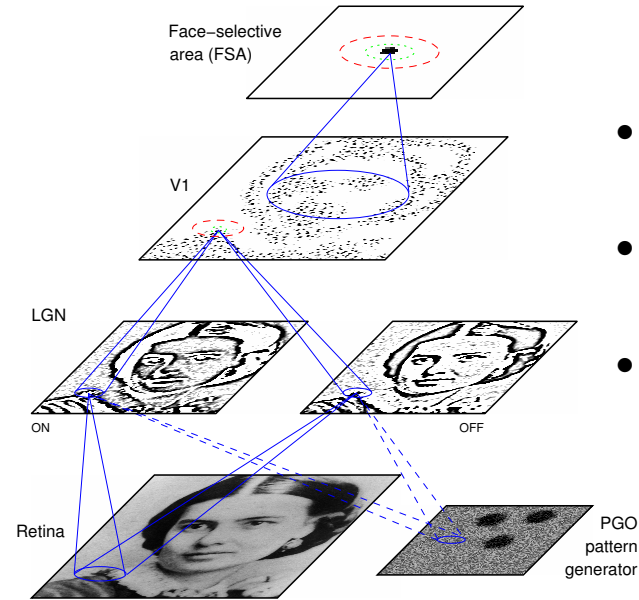 Face−selective
area (FSA)
V1
LGN
ON
OFF
Retina
PGO
pattern
generator